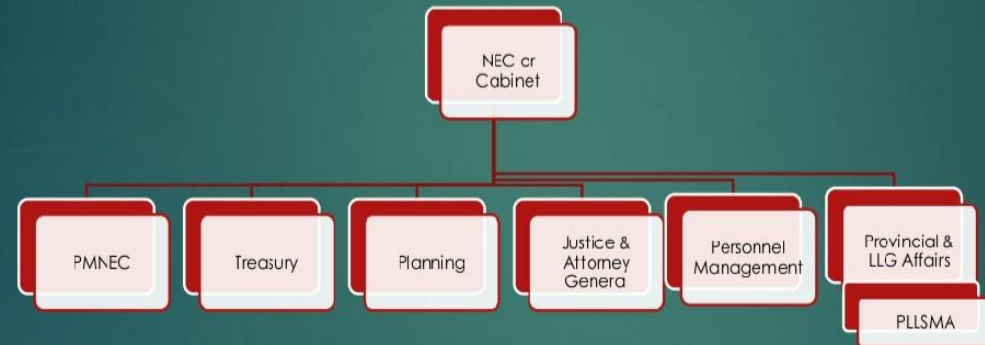 NEC or
Cabinet
PMNEC
Treasury
Planning
Justice &
Attorney
Genera
Personnel
Management
Provincial &
LLG Affairs
PLLSMA